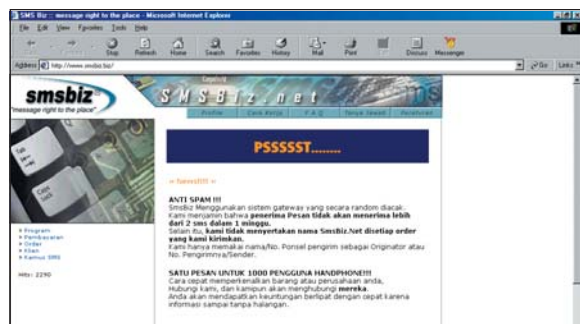 SMS Biz :: message right to the place - Microsoft Internet Explorer
File Edit View Favorites Tools Help
Stop Refresh Home Search Favorites History Mail Print Discuss Messenger
Address http://www.smsbiz.biz/ Go Links
smsbiz
"message right to the place"
SMSBiz.net
Profile Cara Kerja F A Q Tanya Jawab Peraturan
PSSSSST........
ANTI SPAM !!!
SmsBiz Menggunakan sistem gateway yang secara random diacak.
Kami menjamin bahwa penerima Pesan tidak akan menerima lebih
dari 2 sms dalam 1 minggu.
Selain itu, kami tidak menyertakan nama SmsBiz.Net disetiap order
yang kami kirimkan.
Kami hanya memakai nama/No. Ponsel pengirim sebagai Originator atau
No. Pengirimnya/Sender.
SATU PESAN UNTUK 1000 PENGGUNA HANDPHONE!!!
Cara cepat memperkenalkan barang atau perusahaan anda,
Hubungi kami, dan kamipun akan menghubungi mereka.
Anda akan mendapatkan keuntungan berlipat dengan cepat karena
informasi sampai tanpa halangan.
Program
Pembayaran
Order
Klien
Kamus SMS
Hits: 2290